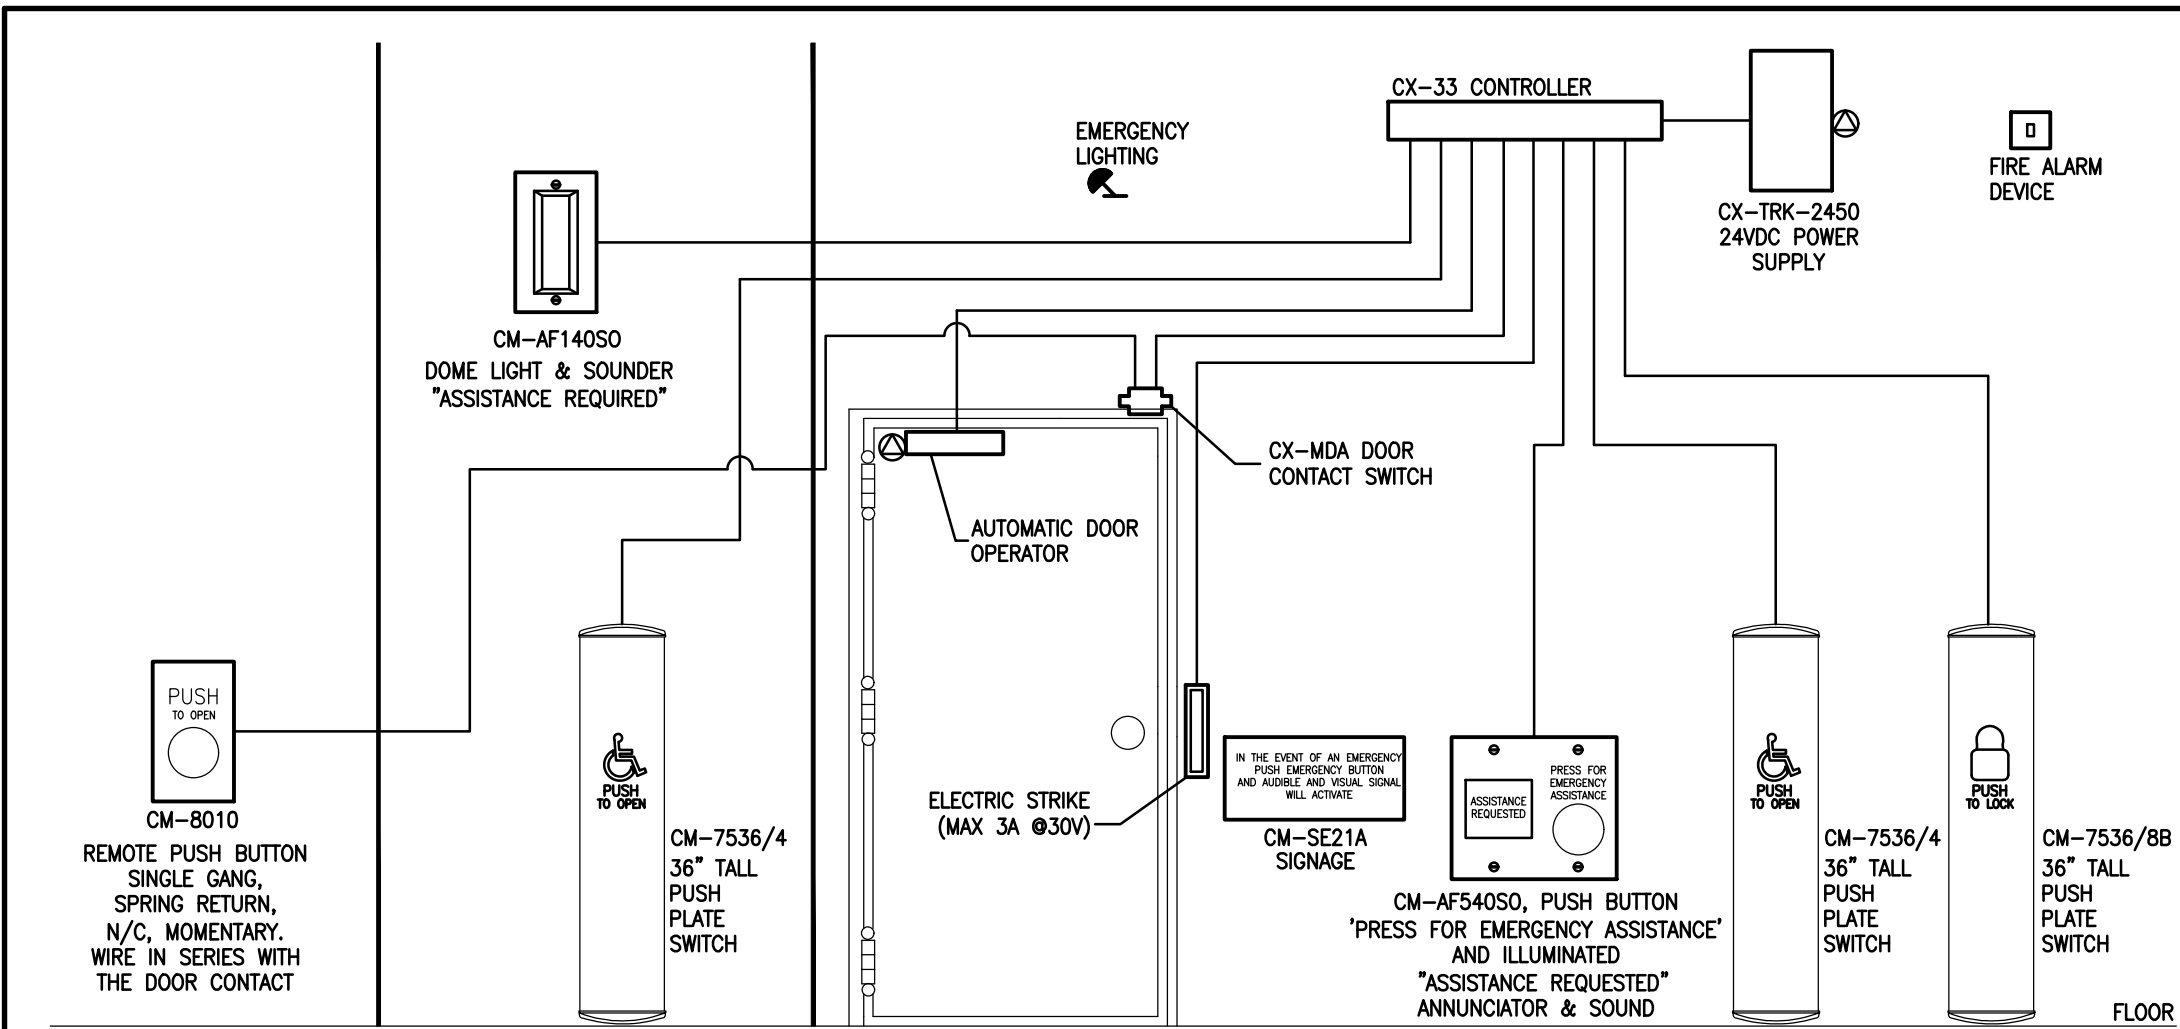 CX-33 CONTROLLER
EMERGENCY
LIGHTING
FIRE ALARM
DEVICE
CX-TRK-2450
24VDC POWER
SUPPLY
CM-AF140SO
DOME LIGHT & SOUNDER
"ASSISTANCE REQUIRED"
CX-MDA DOOR
CONTACT SWITCH
AUTOMATIC DOOR
OPERATOR
PUSH
TO OPEN
CM-8010
REMOTE PUSH BUTTON
SINGLE GANG,
SPRING RETURN,
N/C, MOMENTARY.
WIRE IN SERIES WITH
THE DOOR CONTACT
PUSH
TO OPEN
CM-7536/4
36" TALL
PUSH
PLATE
SWITCH
ELECTRIC STRIKE
(MAX 3A @30V)
IN THE EVENT OF AN EMERGENCY
PUSH EMERGENCY BUTTON
AND AUDIBLE AND VISUAL SIGNAL
WILL ACTIVATE
CM-SE21A
SIGNAGE
ASSISTANCE
REQUESTED
PRESS FOR
EMERGENCY
ASSISTANCE
CM-AF540SO, PUSH BUTTON
'PRESS FOR EMERGENCY ASSISTANCE'
AND ILLUMINATED
"ASSISTANCE REQUESTED"
ANNUNCIATOR & SOUND
PUSH
TO OPEN
CM-7536/4
36" TALL
PUSH
PLATE
SWITCH
PUSH
TO LOCK
CM-7536/8B
36" TALL
PUSH
PLATE
SWITCH
FLOOR